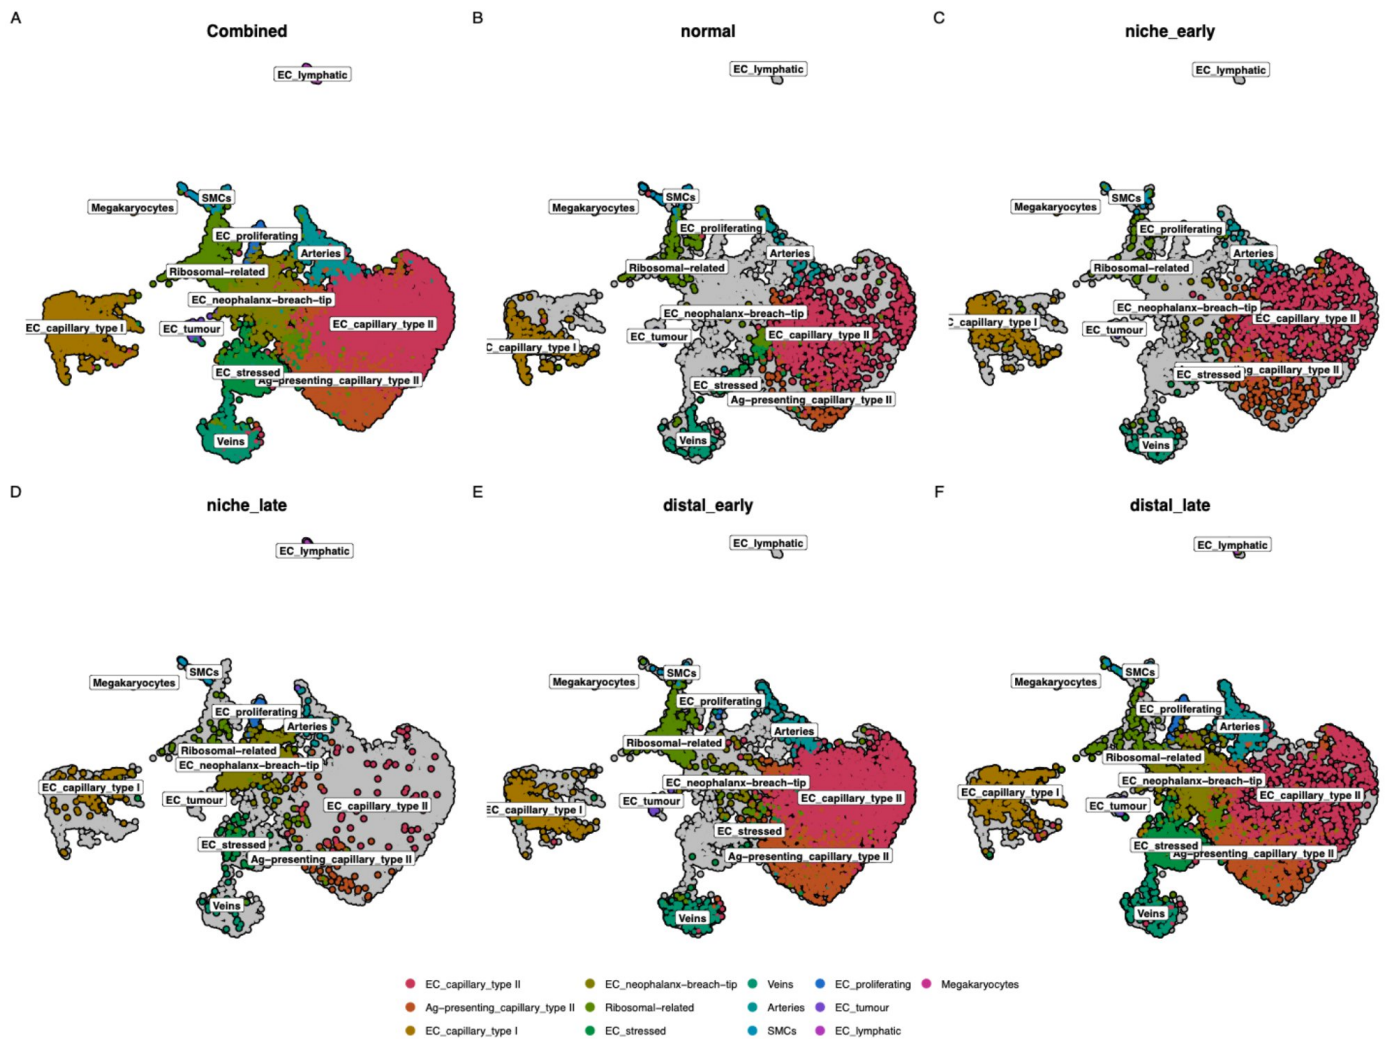 A
Combined
EC_lymphatic
SMCs
Megakaryocytes
EC_proliferating
Arteries
Ribosomal-related
EC_neophalanx-breach-tip
EC_capillary_type I
EC_tumour
EC_capillary_type II
EC_stressed
Ag-presenting_capillary_type II
Veins
B
normal
EC_lymphatic
SMCs
Megakaryocytes
EC_proliferating
Arteries
Ribosomal-related
EC_neophalanx-breach-tip
EC_tumour
EC_capillary_type II
C_capillary_type I
EC_stressed
Ag-presenting_capillary_type II
Veins
C
niche_early
EC_lymphatic
SMCs
Megakaryocytes
EC_proliferating
Arteries
Ribosomal-related
EC_neophalanx-breach-tip
C_capillary_type I
EC_capillary_type II
EC_tumour
EC_stressed
ng_capillary_type II
Veins
D
niche_late
EC_lymphatic
SMCs
Megakaryocytes
EC_proliferating
Arteries
Ribosomal-related
EC_neophalanx-breach-tip
EC_capillary_type I
EC_tumour
EC_capillary_type II
EC_stressed
Ag-presenting_capillary_type II
Veins
E
distal_early
EC_lymphatic
SMCs
Megakaryocytes
EC_proliferating
Arteries
Ribosomal-related
EC_neophalanx-breach-tip
EC_tumour
EC_capillary_type II
EC_capillary_type I
EC_stressed
Ag-presenting_capillary_type II
Veins
F
distal_late
EC_lymphatic
SMCs
Megakaryocytes
EC_proliferating
Arteries
Ribosomal-related
EC_neophalanx-breach-tip
EC_capillary_type I
EC_capillary_type II
EC_tumour
EC_stressed
Ag-presenting_capillary_type II
Veins
EC_capillary_type II
EC_neophalanx-breach-tip
Veins
EC_proliferating
Megakaryocytes
Ag-presenting_capillary_type II
Ribosomal-related
Arteries
EC_tumour
EC_capillary_type I
EC_stressed
SMCs
EC_lymphatic